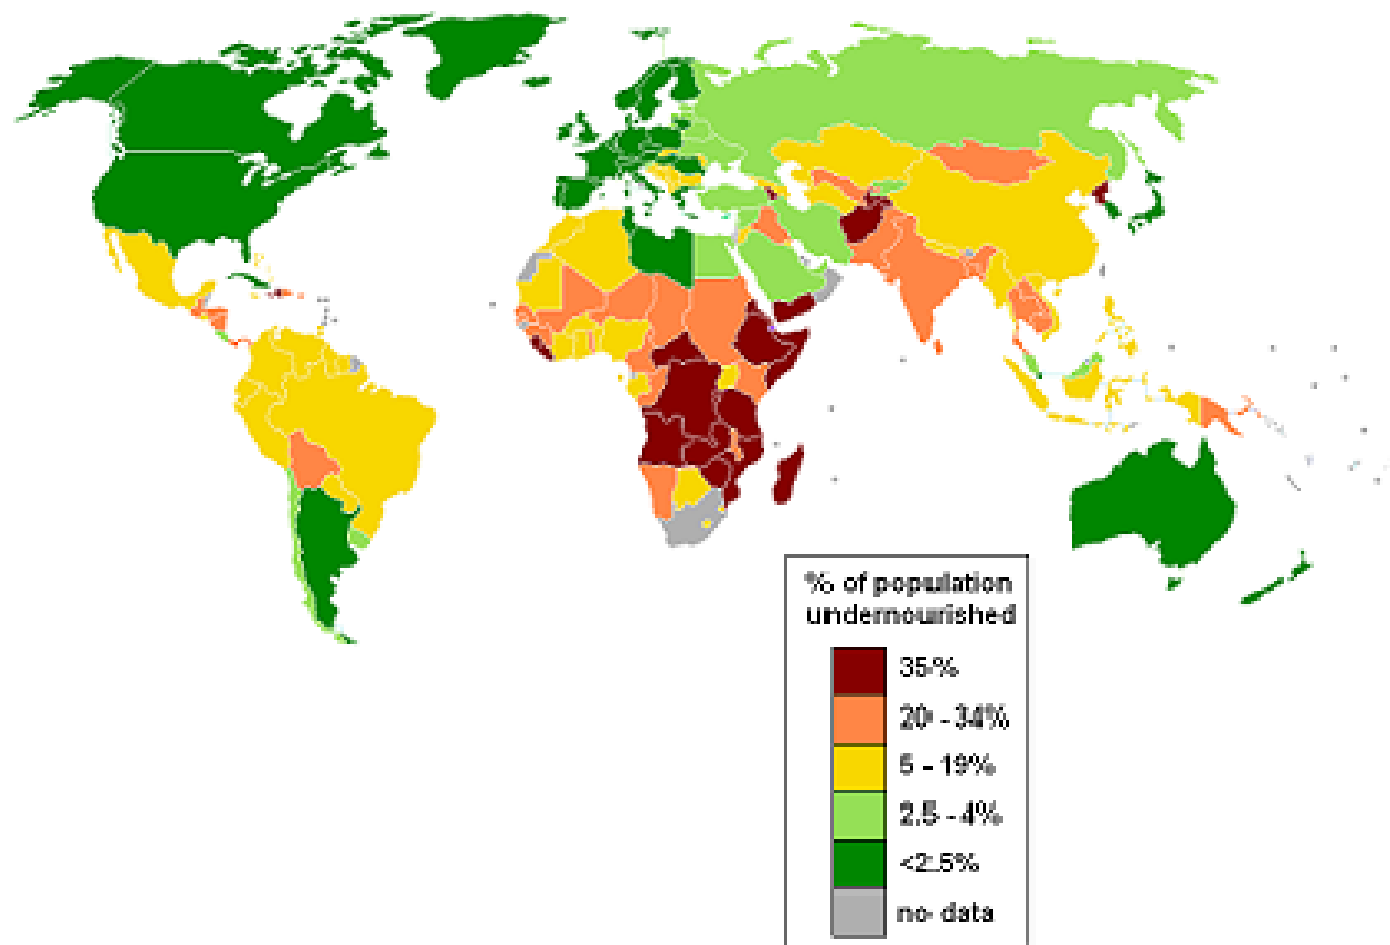 % of population
undernourished
35%
20 - 34%
5 - 19%
2.5 - 4%
<2.5%
no data